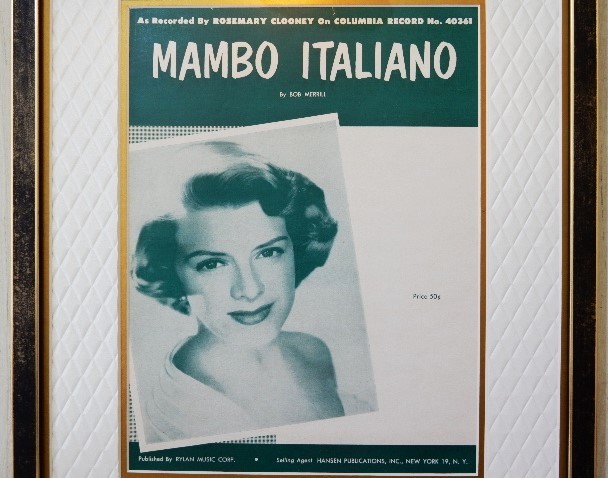 As Recorded By ROSEMARY CLOONEY On COLUMBIA RECORD No. 40361
MAMBO ITALIANO
By BOB MERRILL
Price 50¢
Published By RYLAN MUSIC CORP. • Selling Agent HANSEN PUBLICATIONS, INC., NEW YORK 19, N. Y.